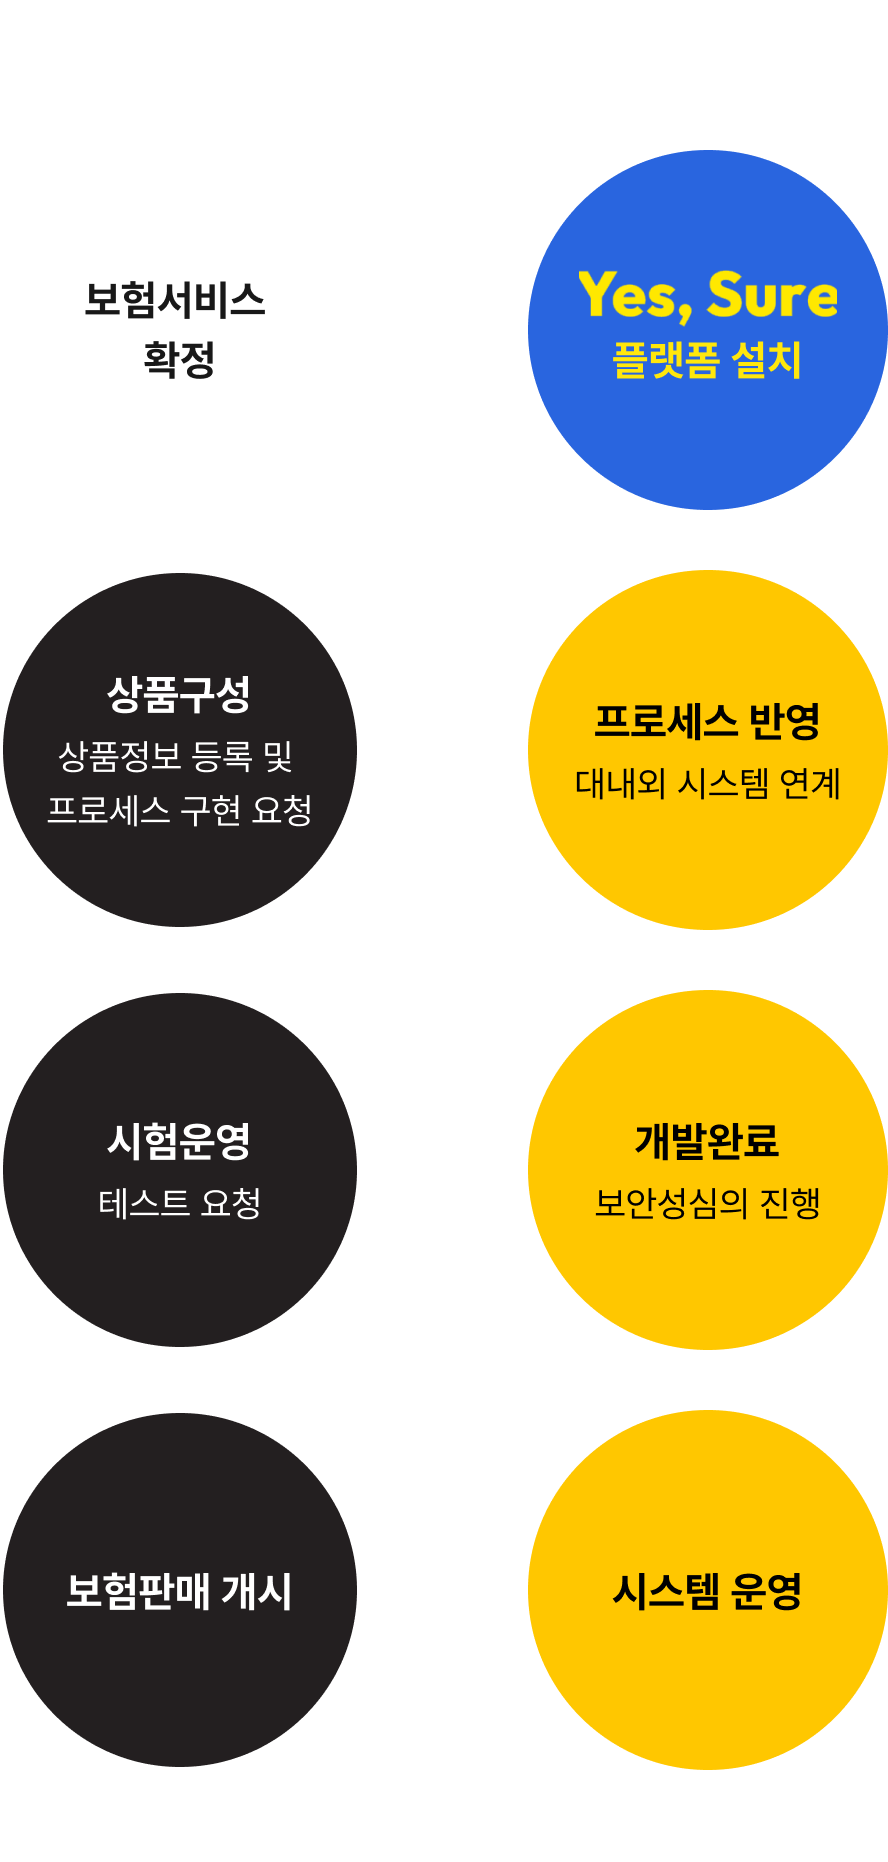 보험서비스
확정
Yes, Sure
플랫폼 설치
상품구성
상품정보 등록 및
프로세스 구현 요청
프로세스 반영
대내외 시스템 연계
시험운영
테스트 요청
개발완료
보안성심의 진행
보험판매 개시
시스템 운영